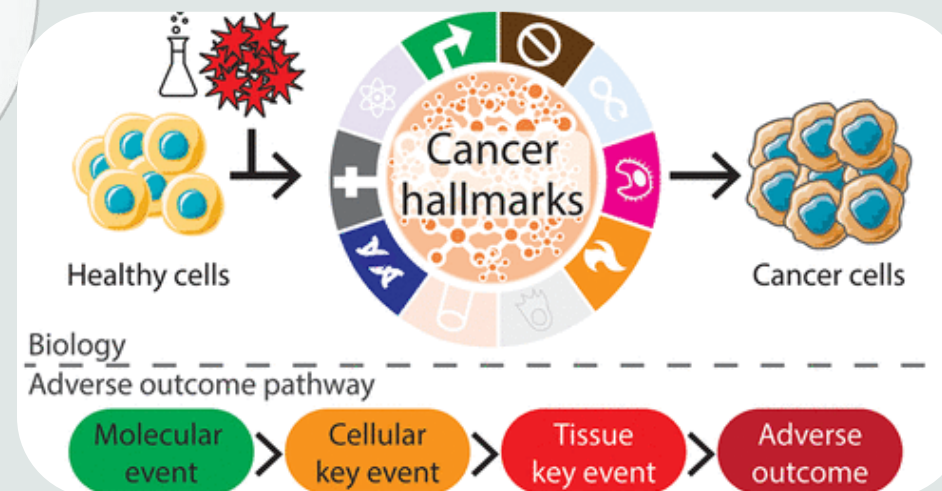 Cancer
hallmarks
Healthy cells
Cancer cells
Biology
Adverse outcome pathway
Molecular
event
Cellular
key event
Tissue
key event
Adverse
outcome